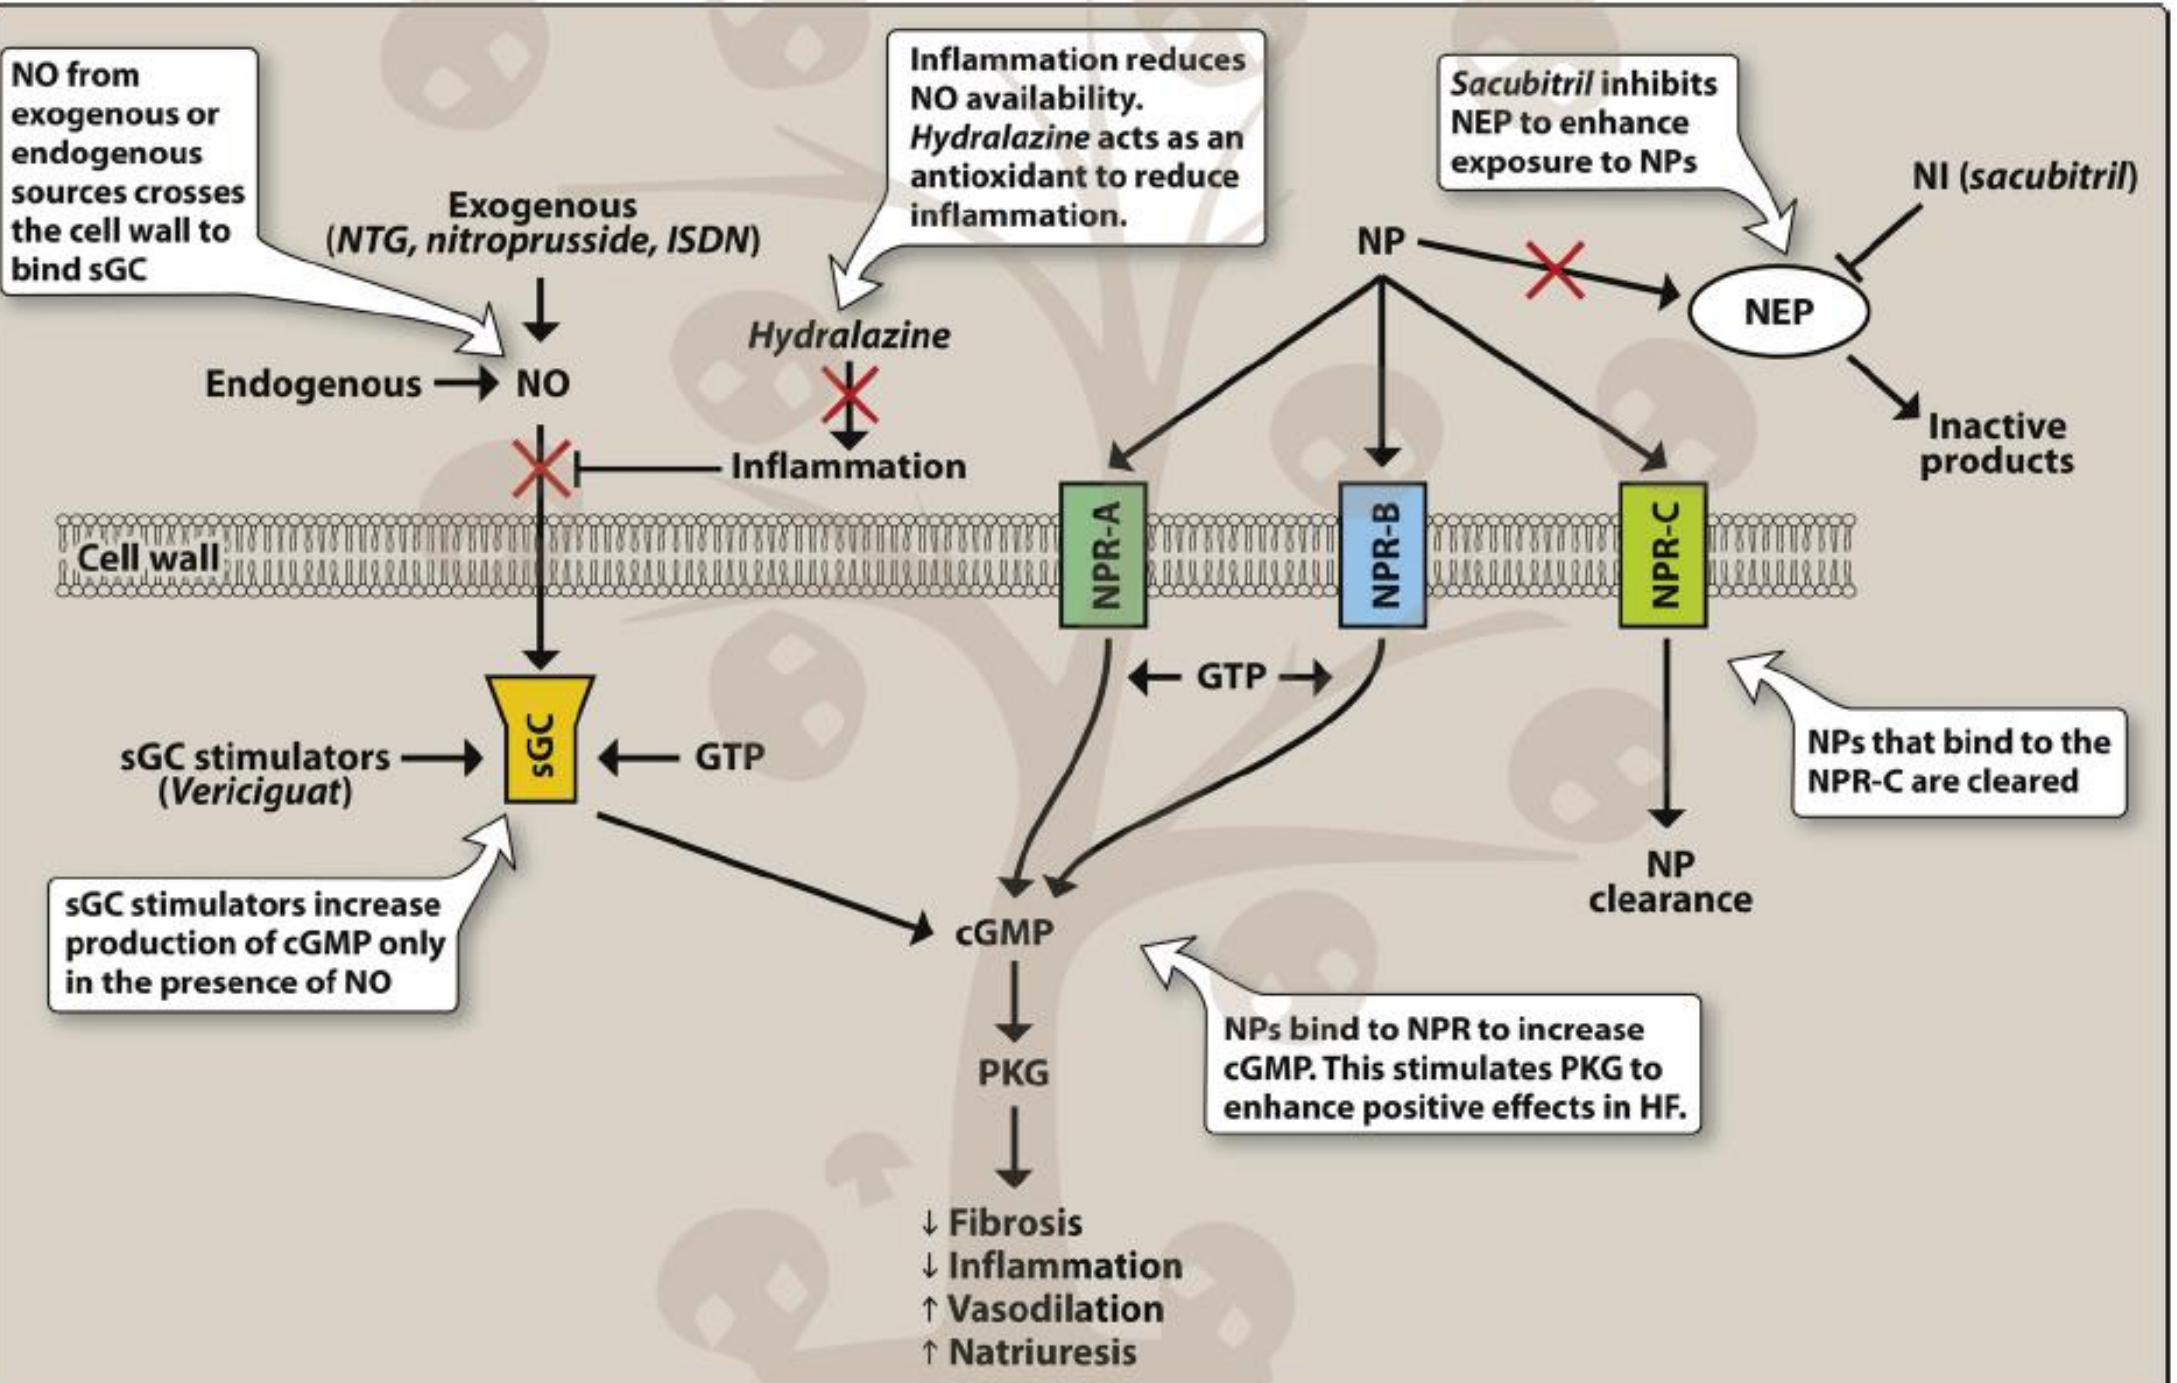 NO from
exogenous or
endogenous
sources crosses
the cell wall to
bind sGC
Exogenous
(NTG, nitroprusside, ISDN)
Endogenous
NO
Inflammation reduces
NO availability.
Hydralazine acts as an
antioxidant to reduce
inflammation.
Hydralazine
Inflammation
Sacubitril inhibits
NEP to enhance
exposure to NPs
NI (sacubitril)
NP
NEP
Inactive
products
Cell wall
NPR-A
NPR-B
NPR-C
GTP
sGC stimulators
(Vericiguat)
sGC
GTP
NPs that bind to the
NPR-C are cleared
NP
clearance
sGC stimulators increase
production of cGMP only
in the presence of NO
cGMP
NPs bind to NPR to increase
cGMP. This stimulates PKG to
enhance positive effects in HF.
PKG
↓ Fibrosis
↓ Inflammation
↑ Vasodilation
↑ Natriuresis